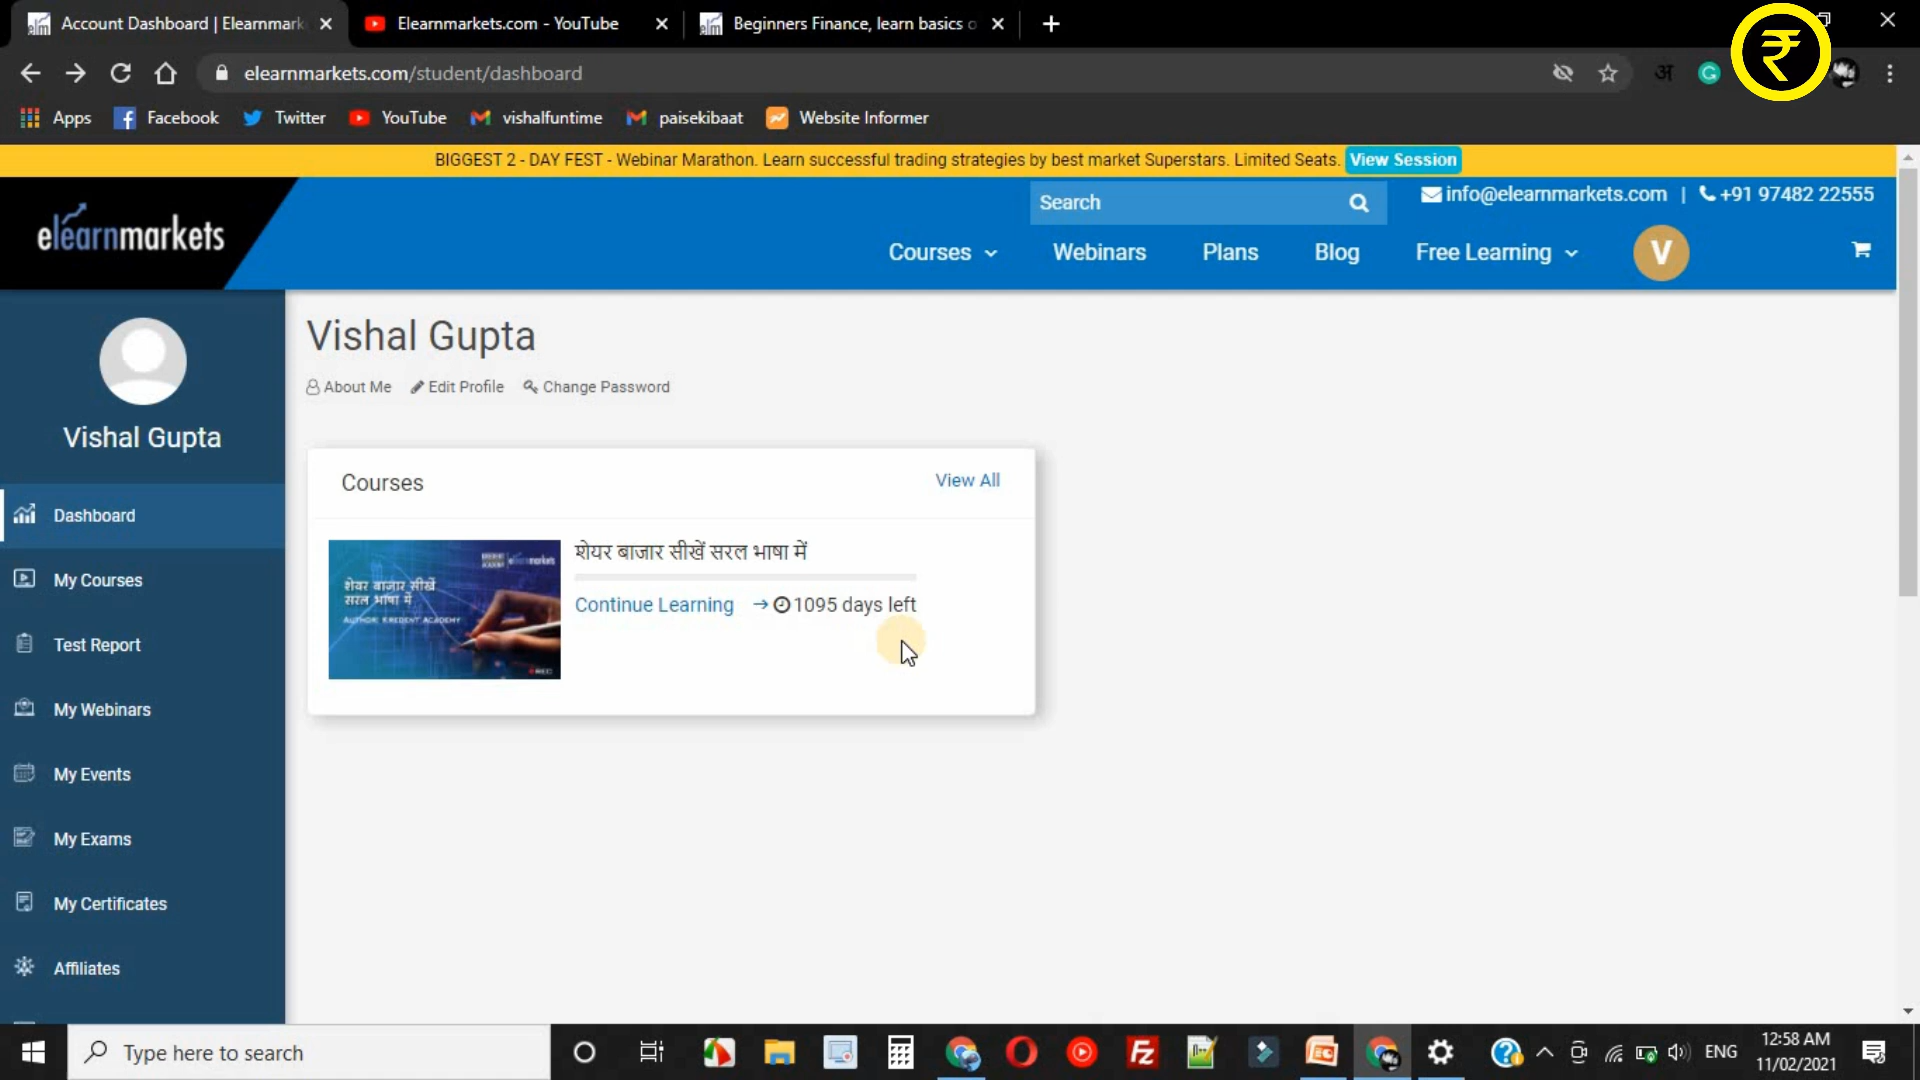 Account Dashboard | Elearnmark
Elearnmarkets.com - YouTube
Beginners Finance, learn basics o
₹
elearnmarkets.com/student/dashboard
Apps
Facebook
Twitter
YouTube
vishalfuntime
paisekibaat
Website Informer
BIGGEST 2 - DAY FEST - Webinar Marathon. Learn successful trading strategies by best market Superstars. Limited Seats. View Session
elearnmarkets
Search
info@elearnmarkets.com | +91 97482 22555
Courses
Webinars
Plans
Blog
Free Learning
V
Vishal Gupta
Dashboard
My Courses
Test Report
My Webinars
My Events
My Exams
My Certificates
Affiliates
Vishal Gupta
About Me
Edit Profile
Change Password
Courses
View All
शेयर बाजार सीखें
सरल भाषा में
AUTHOR: KREDENT ACADEMY
शेयर बाजार सीखें सरल भाषा में
Continue Learning → 1095 days left
Type here to search
ENG
12:58 AM
11/02/2021